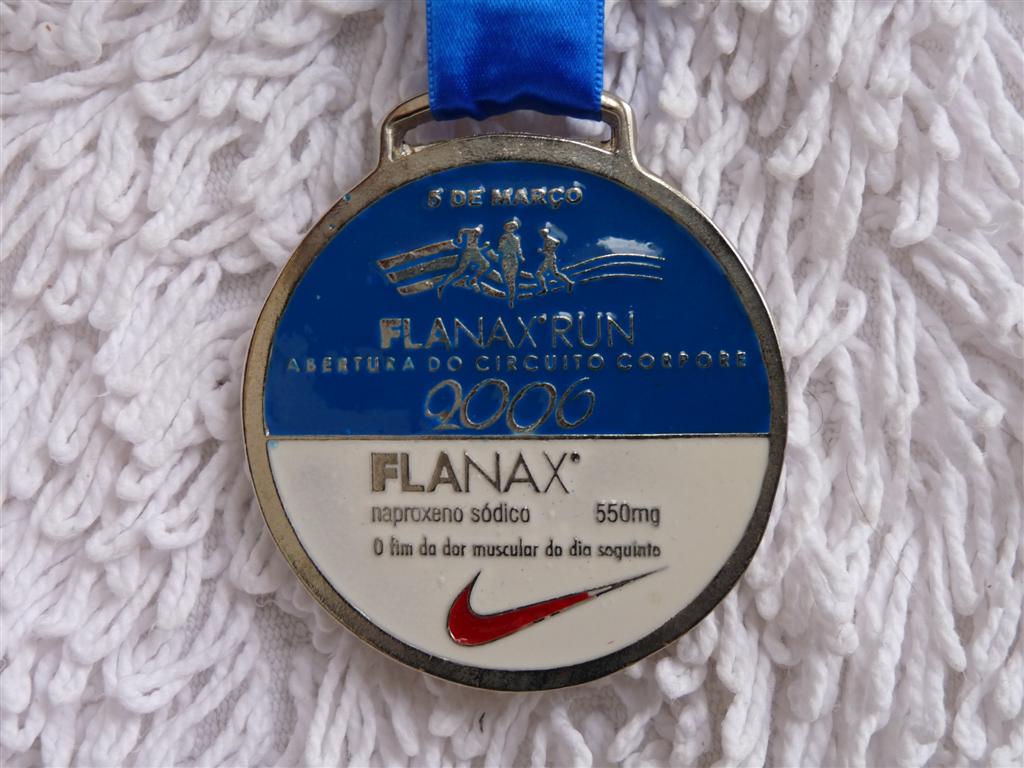 5 DE MARÇO
FLANAX® RUN
ABERTURA DO CIRCUITO CORPORE
2006
FLANAX®
naproxeno sódico 550mg
O fim da dor muscular do dia seguinte